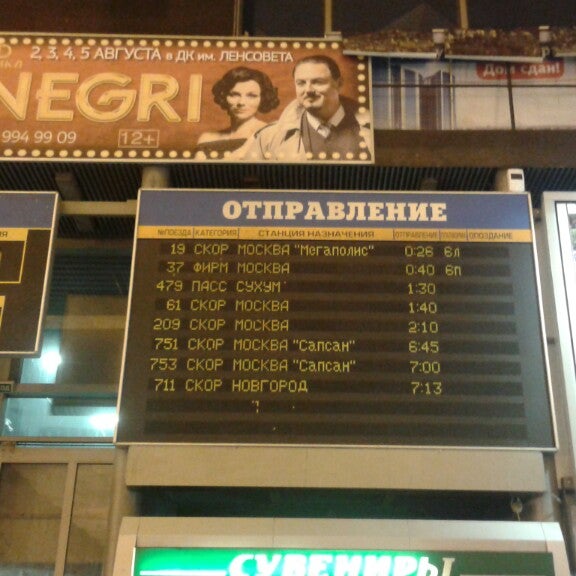 2, 3, 4, 5 АВГУСТА в ДК им. ЛЕНСОВЕТА
NEGRI
994 99 09
12+
Дом сдан!
ОТПРАВЛЕНИЕ
№ПОЕЗДА КАТЕГОРИЯ СТАНЦИЯ НАЗНАЧЕНИЯ ОТПРАВЛЕНИЕ ПЛАТФОРМА ОПОЗДАНИЕ
19 СКОР МОСКВА "Мегаполис" 0:26 6л
37 ФИРМ МОСКВА 0:40 6п
479 ПАСС СУХУМ 1:30
61 СКОР МОСКВА 1:40
209 СКОР МОСКВА 2:10
751 СКОР МОСКВА "Сапсан" 6:45
753 СКОР МОСКВА "Сапсан" 7:00
711 СКОР НОВГОРОД 7:13
СУВЕНИРЫ